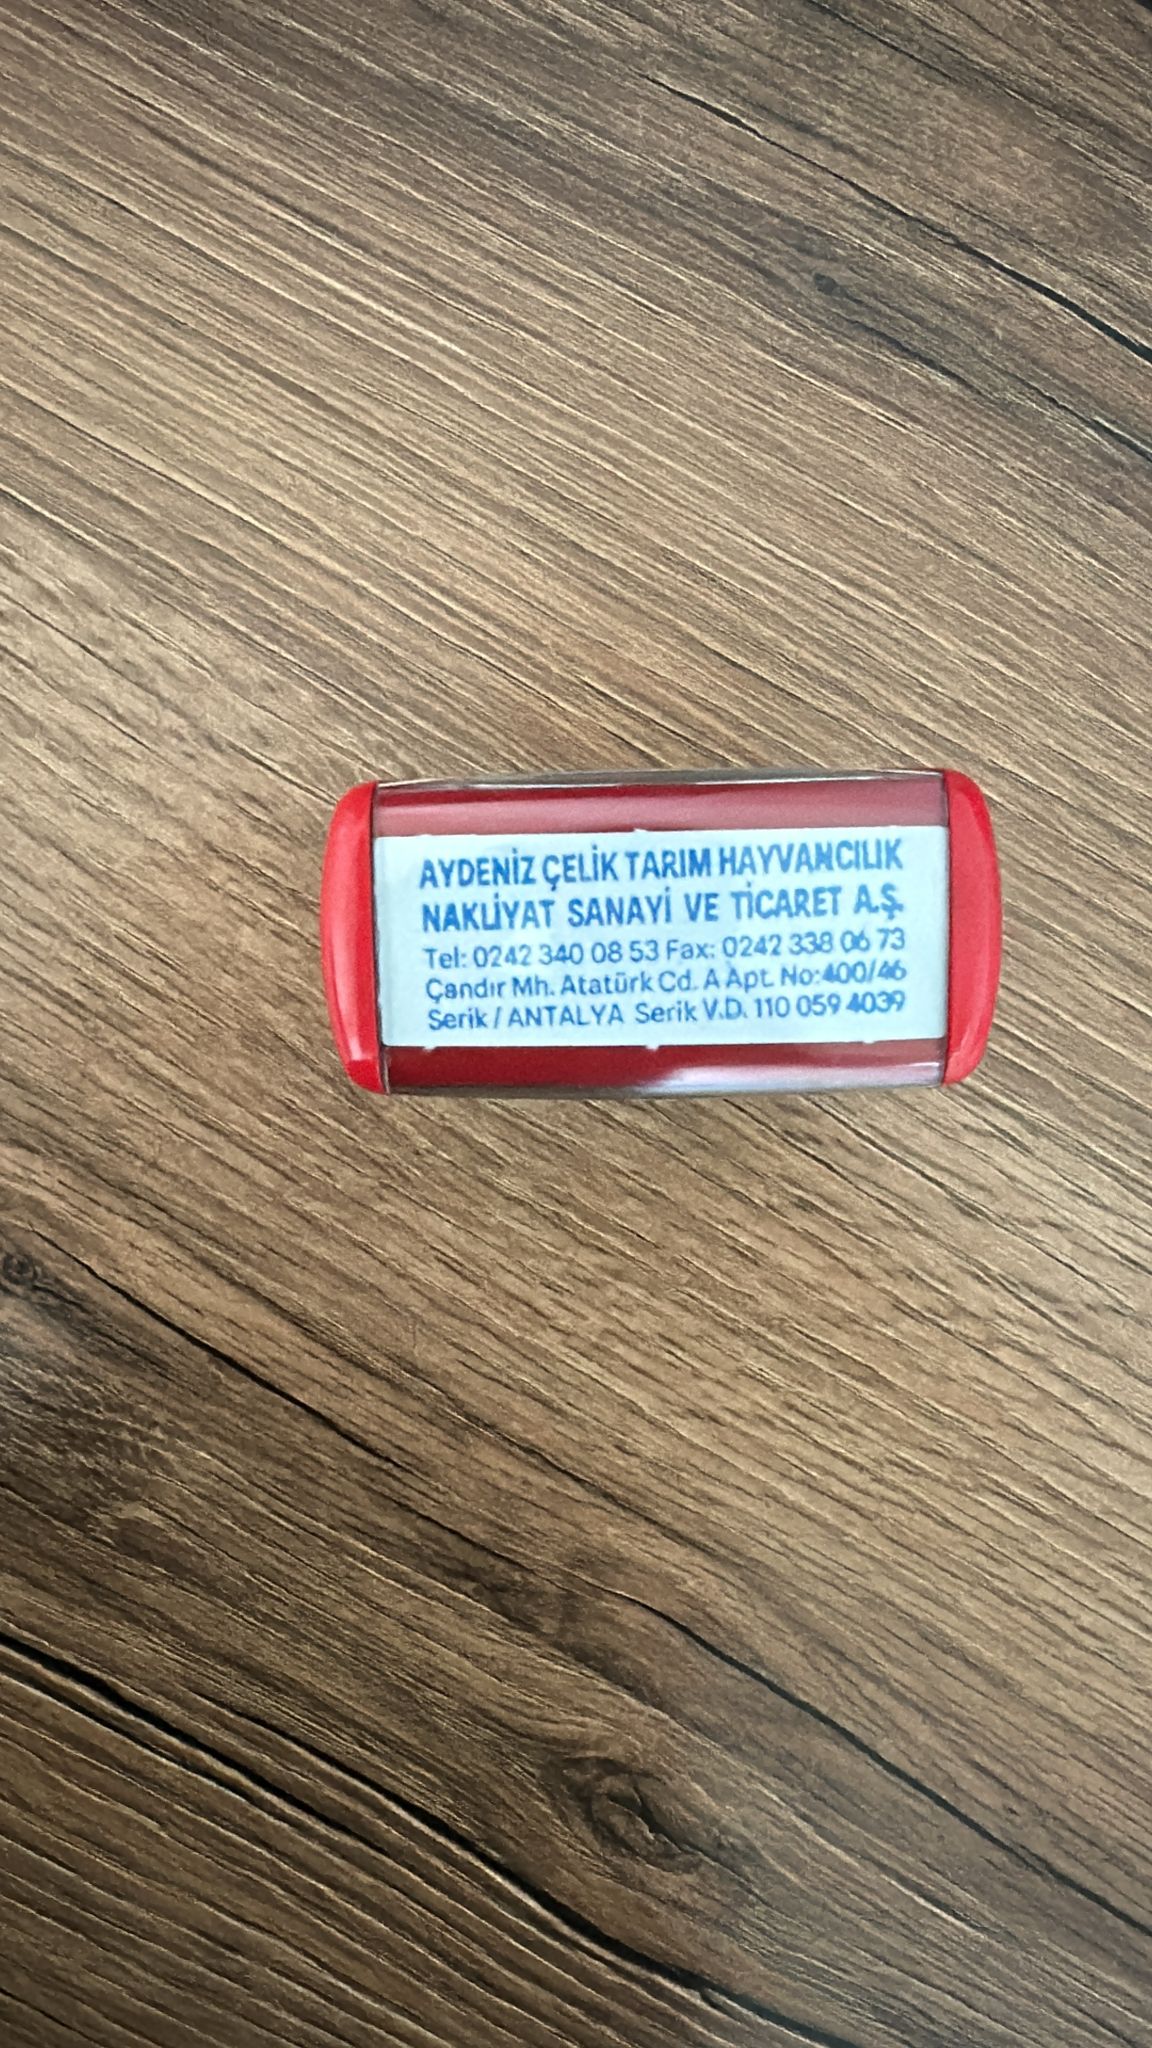 AYDENİZ ÇELİK TARIM HAYVANCILIK
NAKLİYAT SANAYİ VE TİCARET A.Ş.
Tel: 0242 340 08 53 Fax: 0242 338 06 73
Çandır Mh. Atatürk Cd. A Apt. No:400/46
Serik / ANTALYA Serik V.D. 110 059 4039